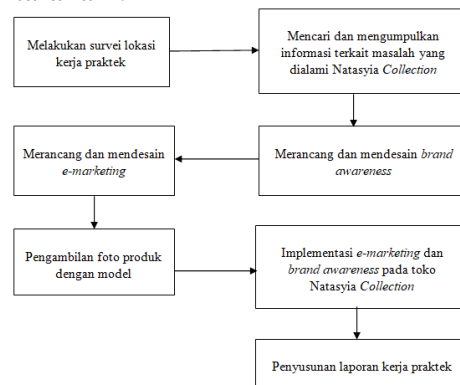 Melakukan survei lokasi
kerja praktek
Mencari dan mengumpulkan
informasi terkait masalah yang
dialami Natasyia Collection
Merancang dan mendesain brand
awareness
Merancang dan mendesain
e-marketing
Pengambilan foto produk
dengan model
Implementasi e-marketing dan
brand awareness pada toko
Natasyia Collection
Penyusunan laporan kerja praktek